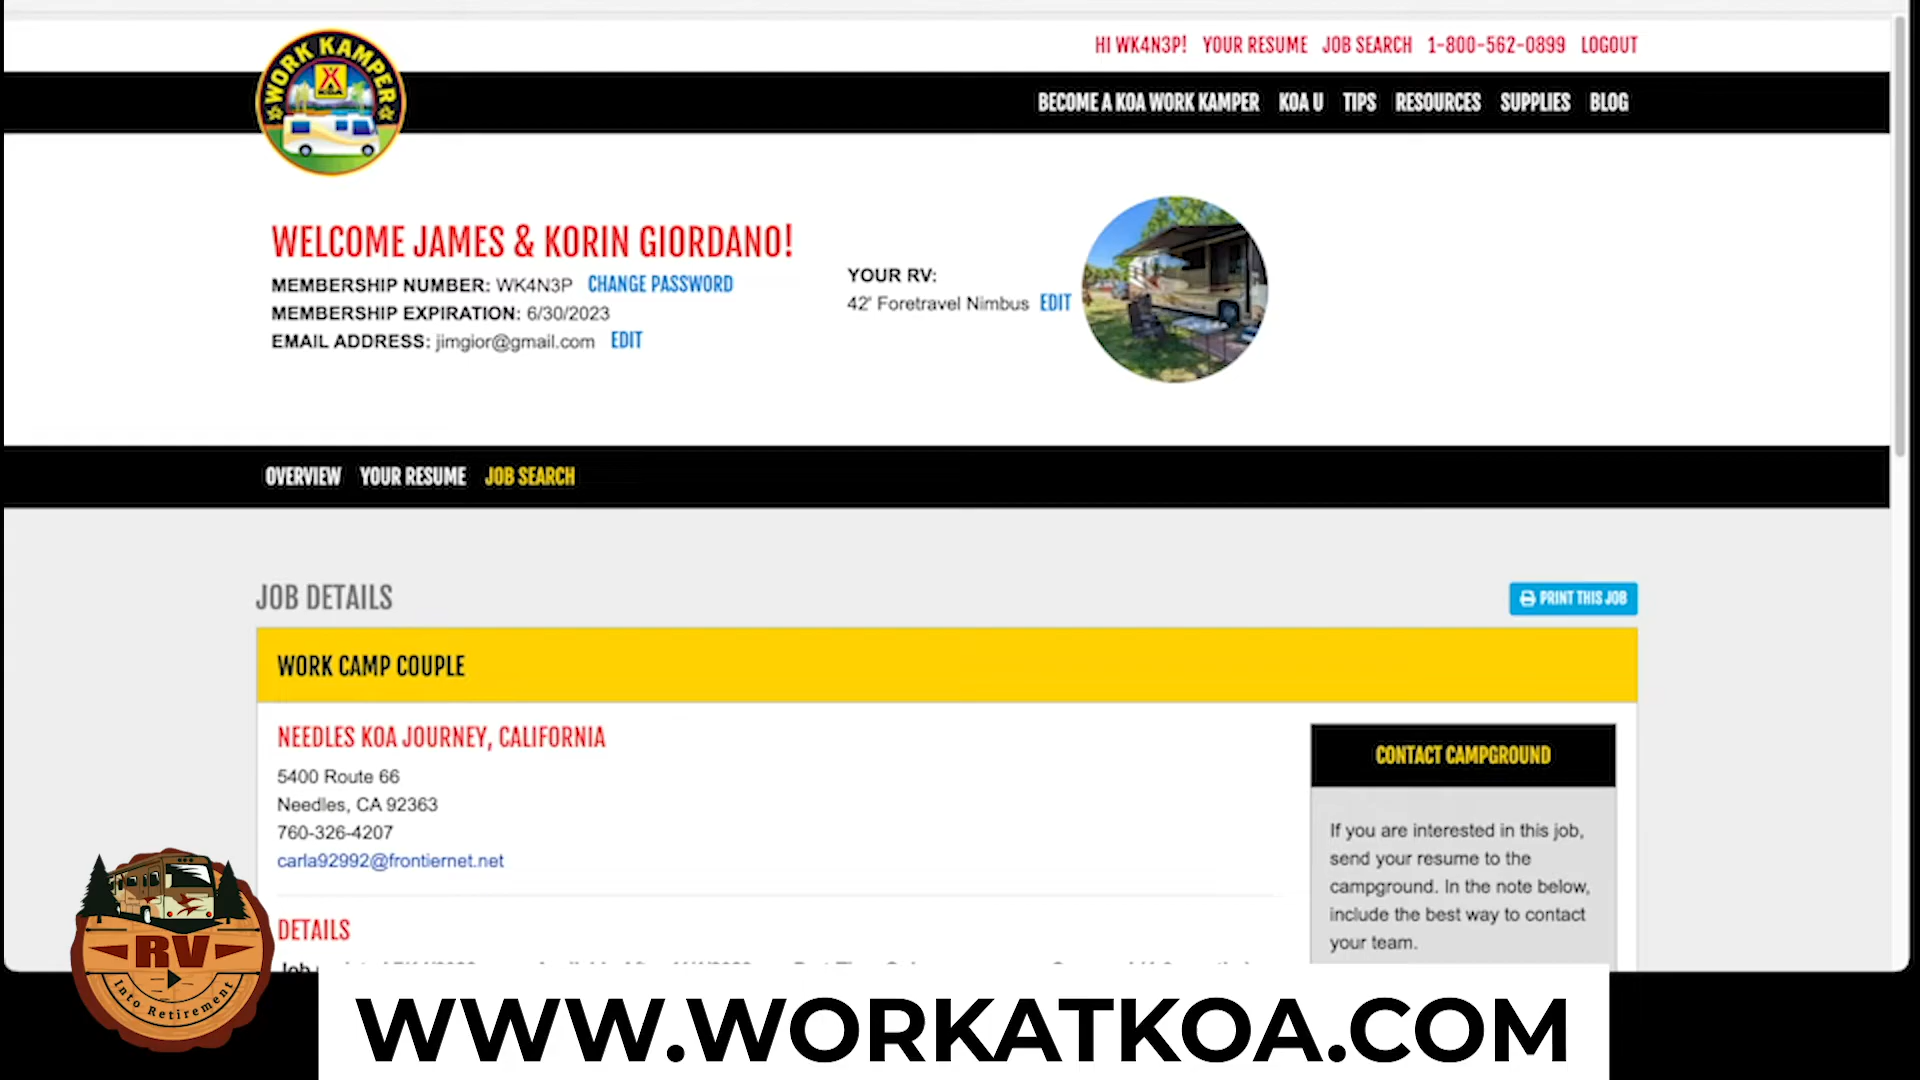 HI WK4N3P! YOUR RESUME JOB SEARCH 1-800-562-0899 LOGOUT
WORK KAMPER
KOA
BECOME A KOA WORK KAMPER KOA U TIPS RESOURCES SUPPLIES BLOG
WELCOME JAMES & KORIN GIORDANO!
MEMBERSHIP NUMBER: WK4N3P CHANGE PASSWORD
MEMBERSHIP EXPIRATION: 6/30/2023
EMAIL ADDRESS: jimgior@gmail.com EDIT
YOUR RV:
42' Foretravel Nimbus EDIT
OVERVIEW YOUR RESUME JOB SEARCH
JOB DETAILS
PRINT THIS JOB
WORK CAMP COUPLE
NEEDLES KOA JOURNEY, CALIFORNIA
5400 Route 66
Needles, CA 92363
760-326-4207
carla92992@frontiernet.net
CONTACT CAMPGROUND
If you are interested in this job,
send your resume to the
campground. In the note below,
include the best way to contact
your team.
DETAILS
Job
RV
Into Retirement
WWW.WORKATKOA.COM